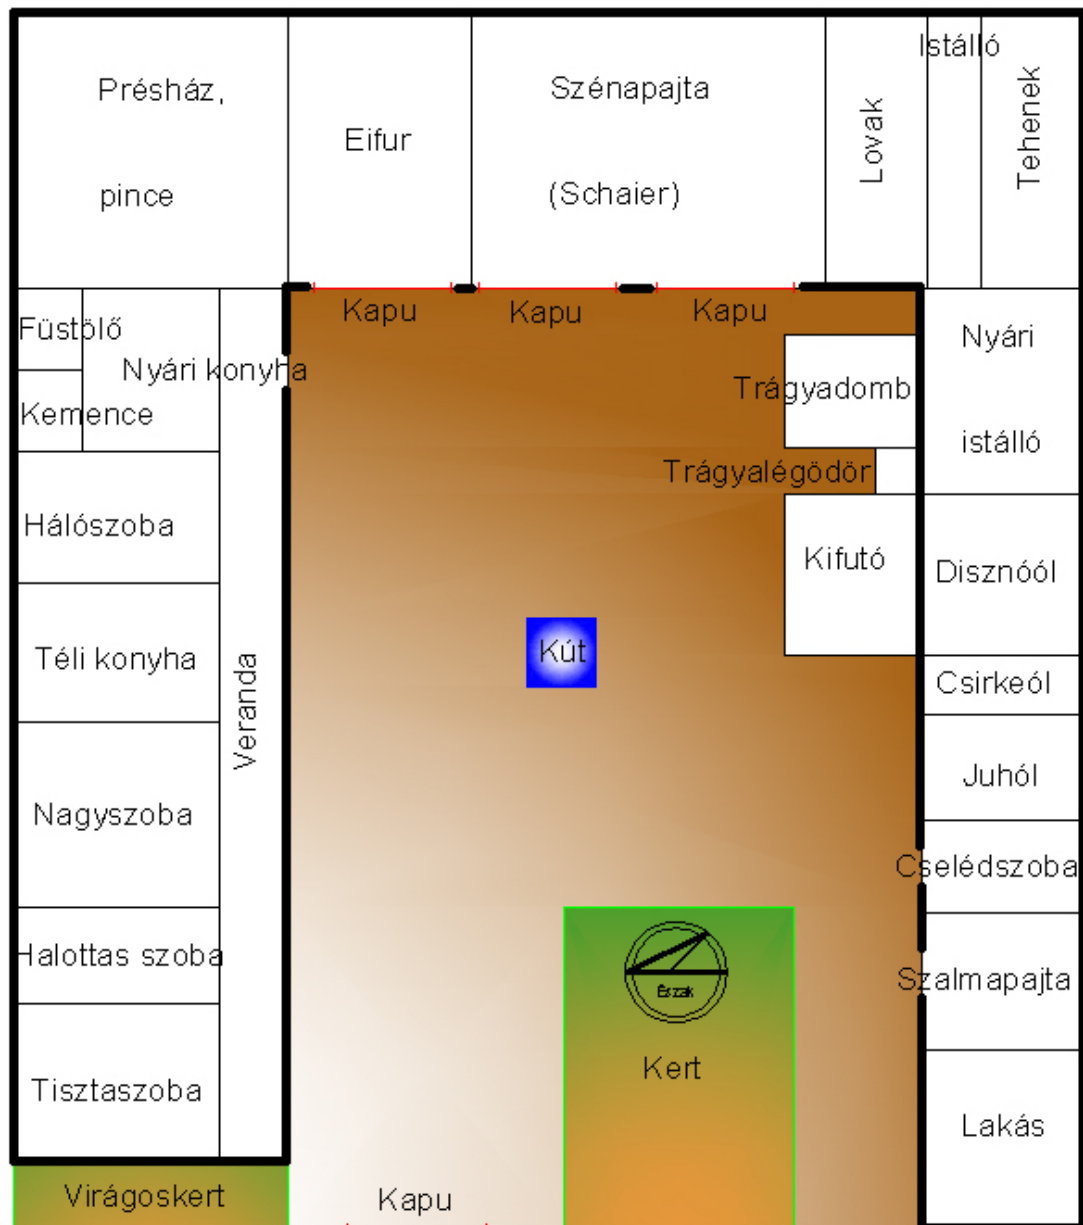 Présház,
pince
Eifur
Szénapajta
(Schaier)
Lovak
Istálló
Tehenek
Kapu
Kapu
Kapu
Füstölő
Nyári konyha
Kemence
Hálószoba
Téli konyha
Nagyszoba
Halottas szoba
Tisztaszoba
Veranda
Virágoskert
Trágyadomb
Trágyalégödör
Kifutó
Kút
Nyári
istálló
Disznóól
Csirkeól
Juhól
Cselédszoba
Szalmapajta
Lakás
Észak
Kert
Kapu